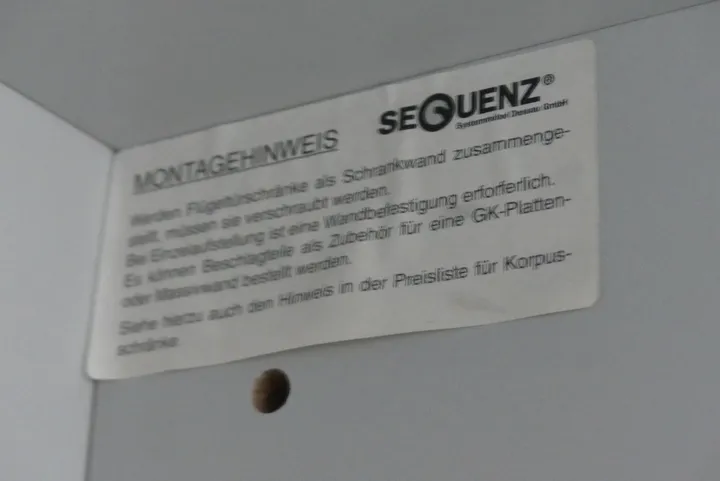 SEQUENZ®
Systemmöbel Dessau GmbH
MONTAGEHINWEIS
Werden Flügeltürschränke als Schrankwand zusammenge-
stellt, müssen sie verschraubt werden.
Bei Einzelaufstellung ist eine Wandbefestigung erforferlich.
Es können Beschlagteile als Zubehör für eine GK-Platten-
oder Massivwand bestellt werden.
Siehe hierzu auch den Hinweis in der Preisliste für Korpus-
schränke.